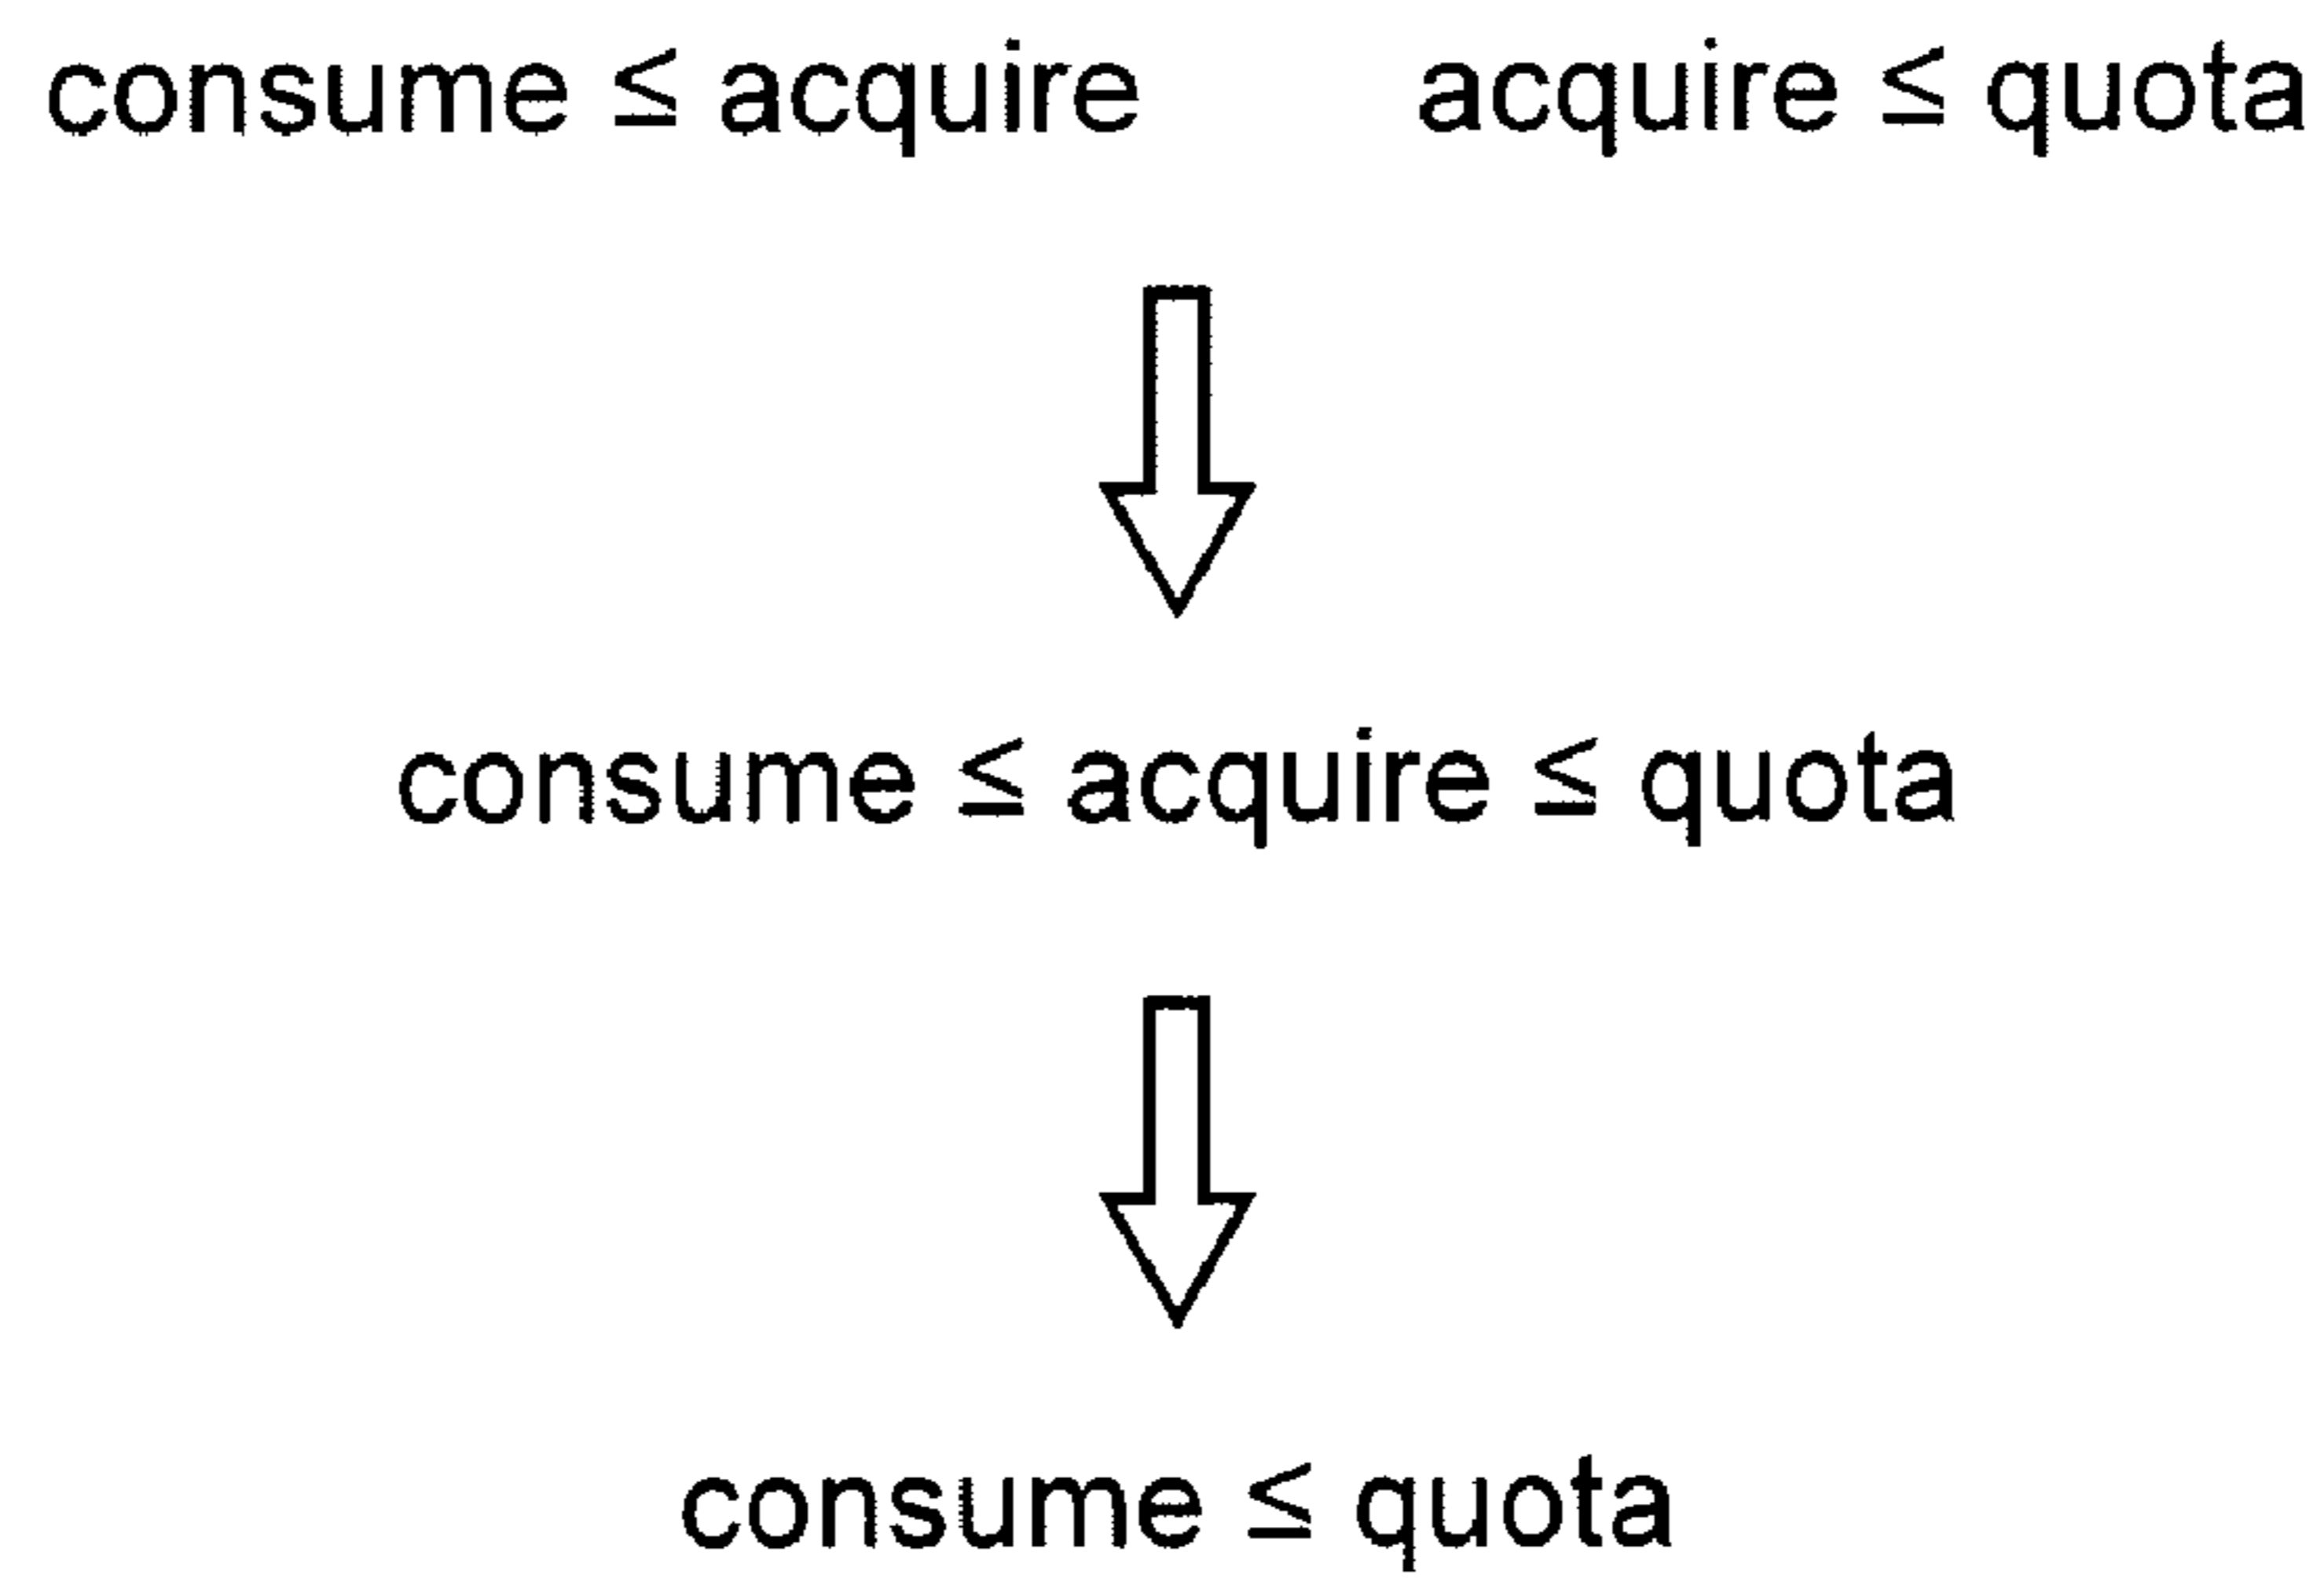 consume ≤ acquire acquire ≤ quota
consume ≤ acquire ≤ quota
consume ≤ quota